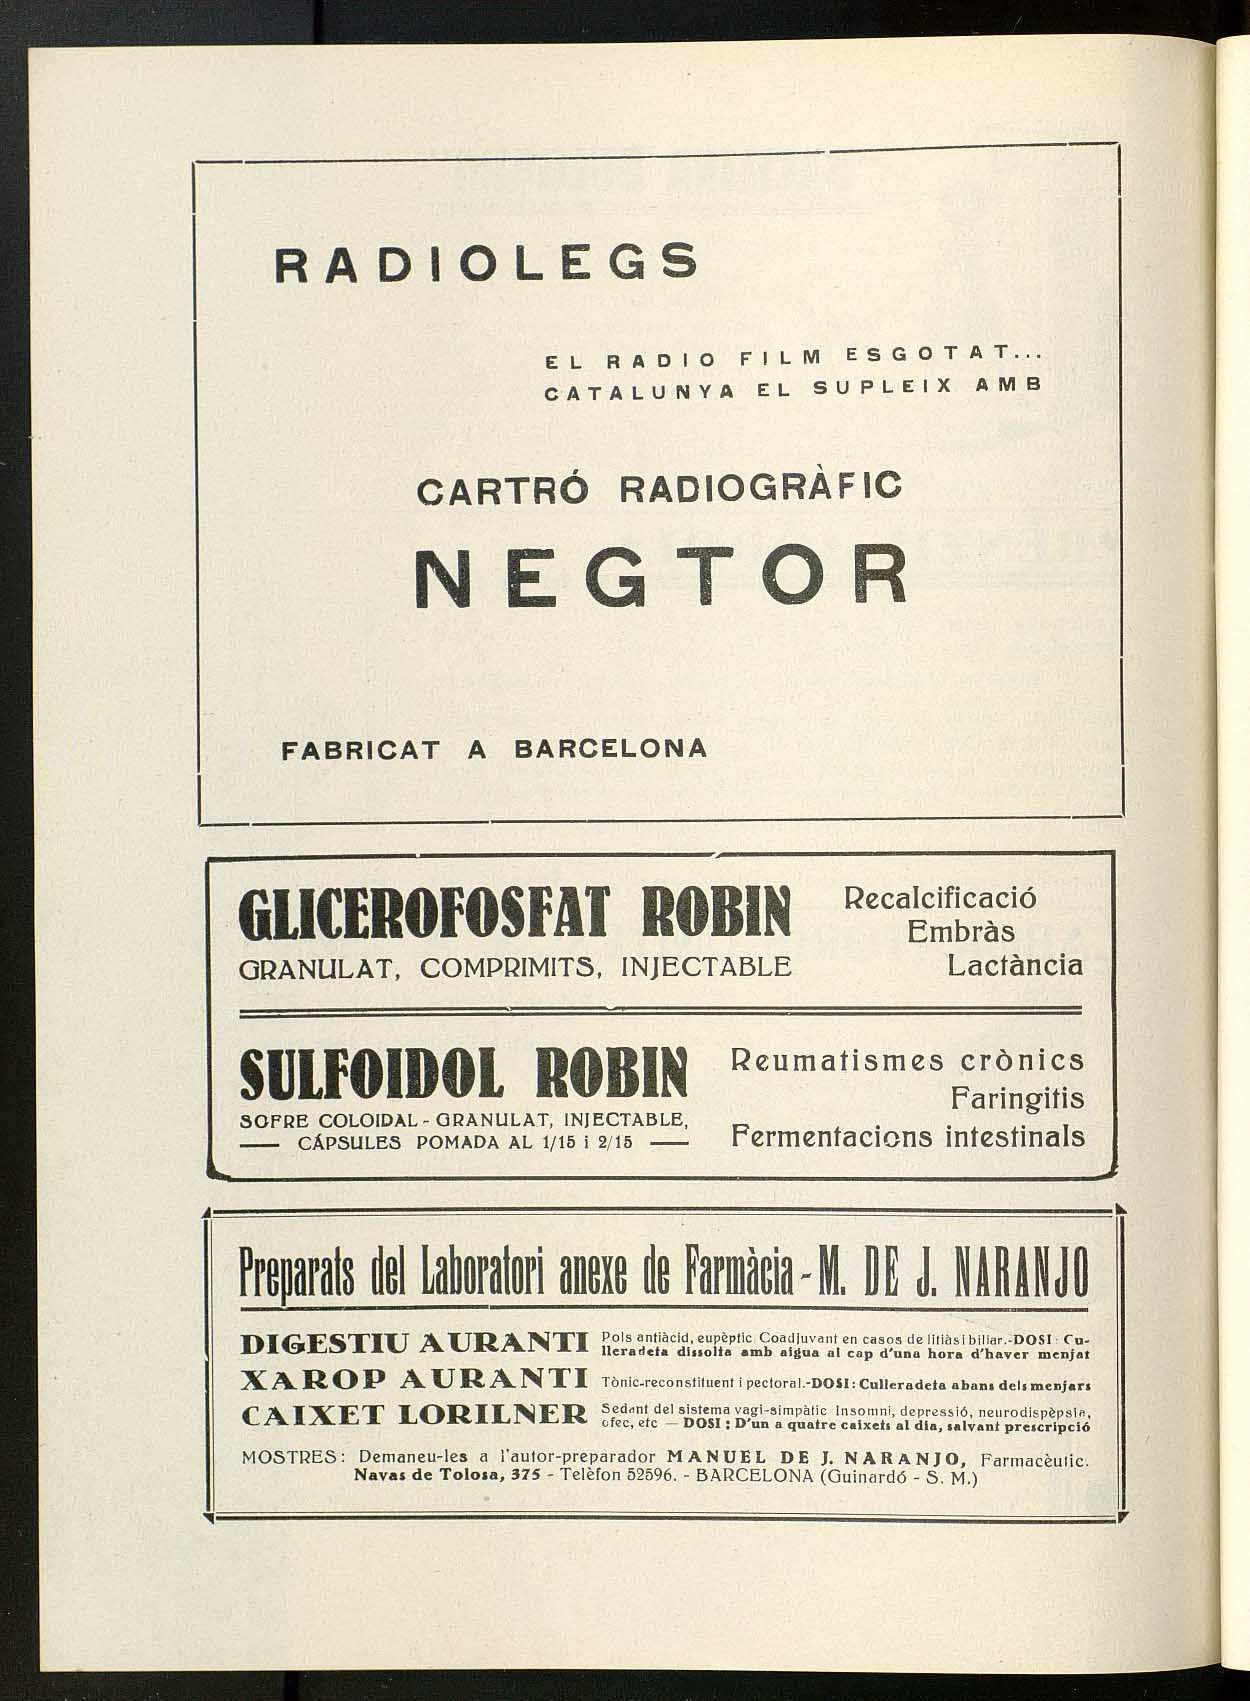 RADIOLEGS
EL RADIO FILM ESGOTAT...
CATALUNYA EL SUPLEIX AMB
CARTRÓ RADIOGRÀFIC
NEGTOR
FABRICAT A BARCELONA
GLICEROFOSFAT ROBIN
GRANULAT, COMPRIMITS, INJECTABLE
Recalcificació
Embràs
Lactància
SULFOIDOL ROBIN
SOFRE COLOIDAL - GRANULAT, INJECTABLE,
— CÁPSULES POMADA AL 1/15 i 2/15 —
Reumatismes crònics
Faringitis
Fermentacions intestinals
Preparats del Laboratori anexe de Farmàcia - M. DE J. NARANJO
DIGESTIU AURANTI Pols antiàcid, eupèptic Coadjuvant en casos de litiàsi biliar.-DOSI: Cu-
lleradeta dissolta amb aigua al cap d'una hora d'haver menjat
XAROP AURANTI Tònic-reconstituent i pectoral.-DOSI: Culleradeta abans dels menjars
CAIXET LORILNER Sedant del sistema vagi-simpàtic Insomni, depressió, neurodispèpsia,
ofec, etc — DOSI: D'un a quatre caixets al dia, salvant prescripció
MOSTRES: Demaneu-les a l'autor-preparador MANUEL DE J. NARANJO, Farmacèutic.
Navas de Tolosa, 375 - Telèfon 52596. - BARCELONA (Guinardó - S. M.)